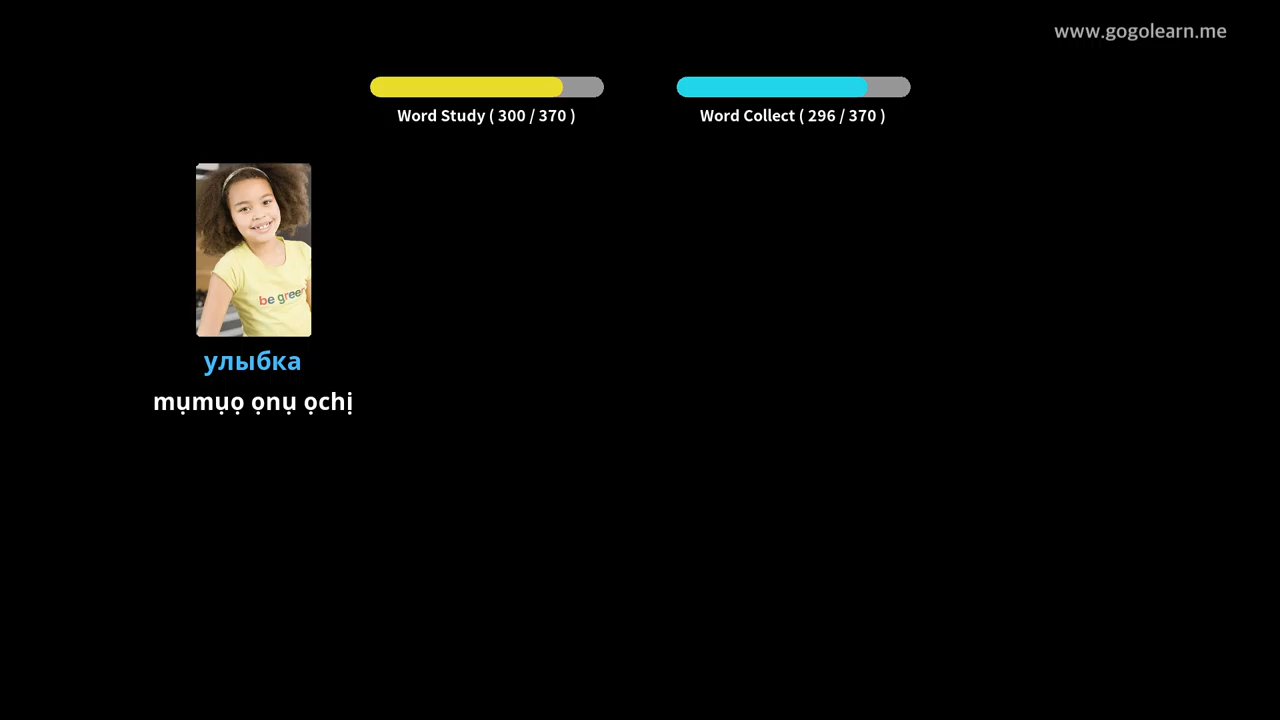 www.gogolearn.me
Word Study ( 300 / 370 )
Word Collect ( 296 / 370 )
be green
улыбка
mụmụọ ọnụ ọchị